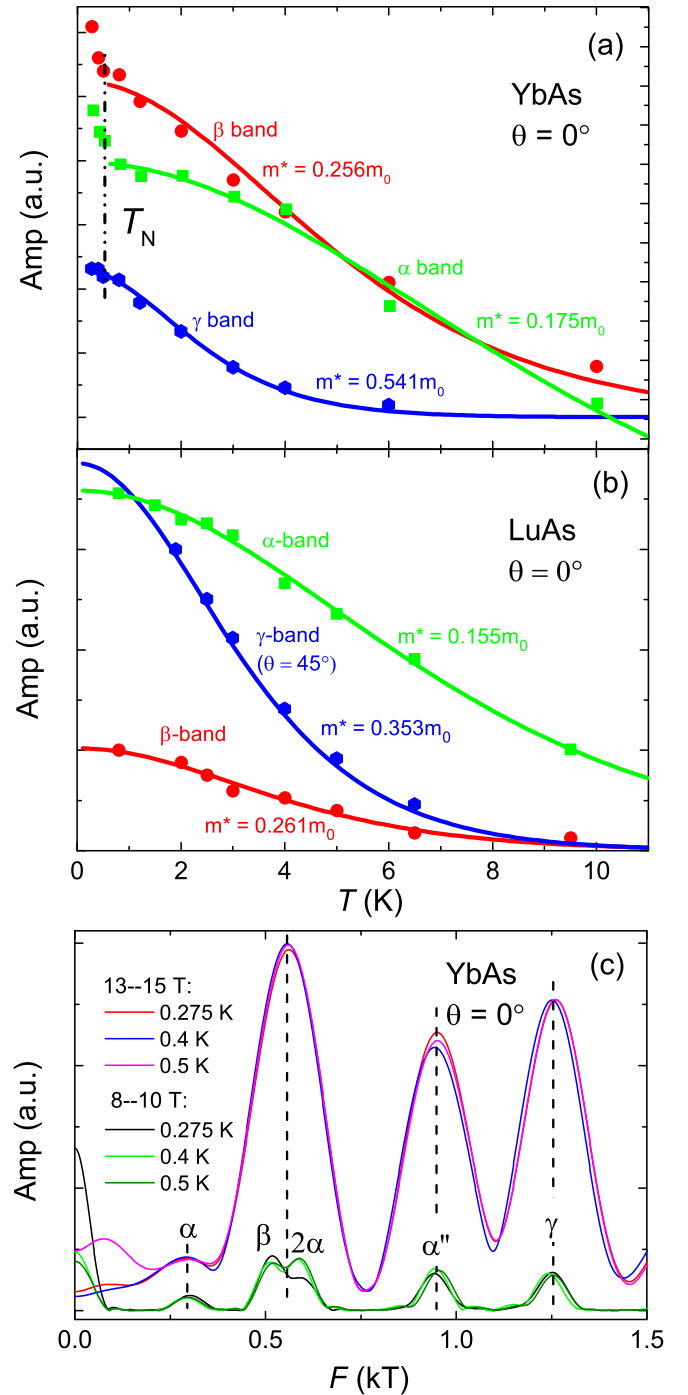 (a)
YbAs
θ = 0°
β band
m* = 0.256m0
TN
α band
γ band
m* = 0.175m0
m* = 0.541m0
Amp (a.u.)
(b)
LuAs
θ = 0°
α-band
γ-band
(θ = 45°)
m* = 0.155m0
β-band
m* = 0.353m0
m* = 0.261m0
Amp (a.u.)
0 2 4 6 8 10
T (K)
(c)
YbAs
θ = 0°
13--15 T:
0.275 K
0.4 K
0.5 K
8--10 T:
0.275 K
0.4 K
0.5 K
α β 2α α'' γ
Amp (a.u.)
0.0 0.5 1.0 1.5
F (kT)